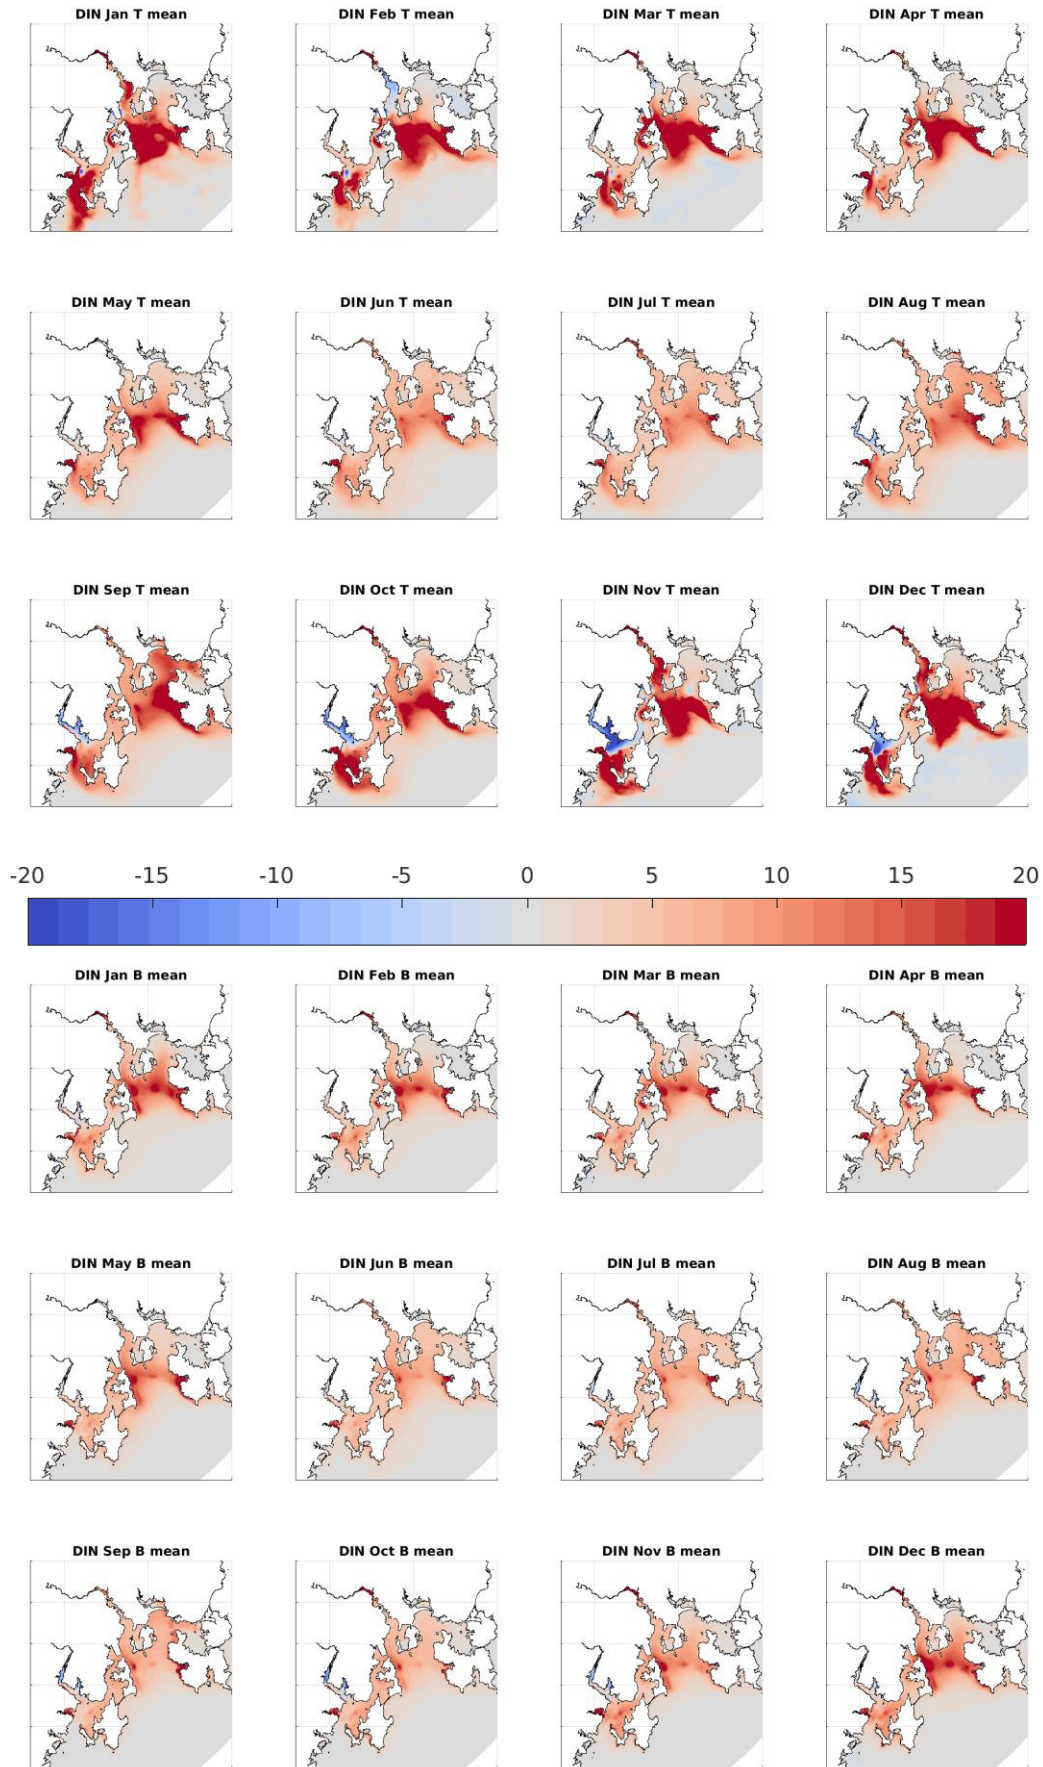 DIN Jan T mean DIN Feb T mean DIN Mar T mean DIN Apr T mean
DIN May T mean DIN Jun T mean DIN Jul T mean DIN Aug T mean
DIN Sep T mean DIN Oct T mean DIN Nov T mean DIN Dec T mean
-20 -15 -10 -5 0 5 10 15 20
DIN Jan B mean DIN Feb B mean DIN Mar B mean DIN Apr B mean
DIN May B mean DIN Jun B mean DIN Jul B mean DIN Aug B mean
DIN Sep B mean DIN Oct B mean DIN Nov B mean DIN Dec B mean